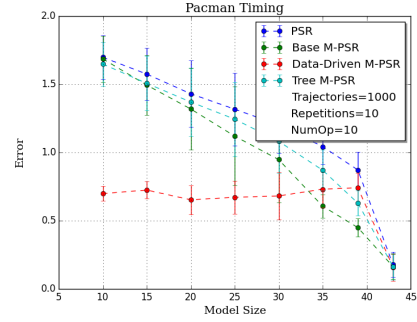 Pacman Timing
2.0
1.5
1.0
0.5
0.0
Error
PSR
Base M-PSR
Data-Driven M-PSR
Tree M-PSR
Trajectories=1000
Repetitions=10
NumOp=10
5 10 15 20 25 30 35 40 45
Model Size